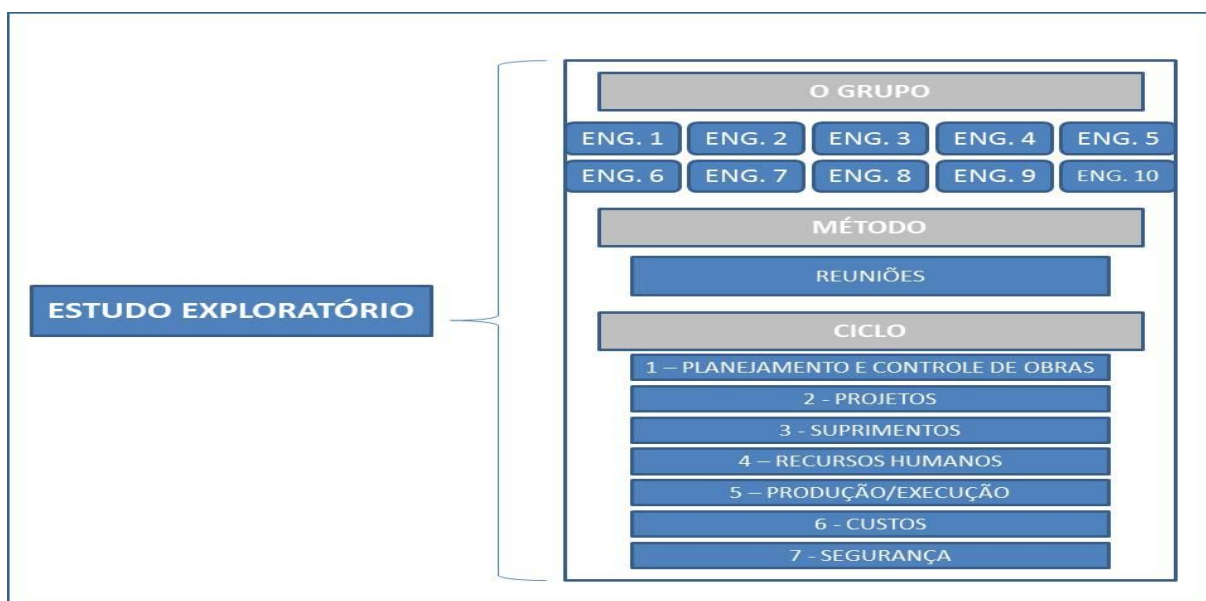 O GRUPO
ENG. 1 ENG. 2 ENG. 3 ENG. 4 ENG. 5
ENG. 6 ENG. 7 ENG. 8 ENG. 9 ENG. 10
MÉTODO
REUNIÕES
ESTUDO EXPLORATÓRIO
CICLO
1 – PLANEJAMENTO E CONTROLE DE OBRAS
2 - PROJETOS
3 - SUPRIMENTOS
4 – RECURSOS HUMANOS
5 – PRODUÇÃO/EXECUÇÃO
6 - CUSTOS
7 - SEGURANÇA